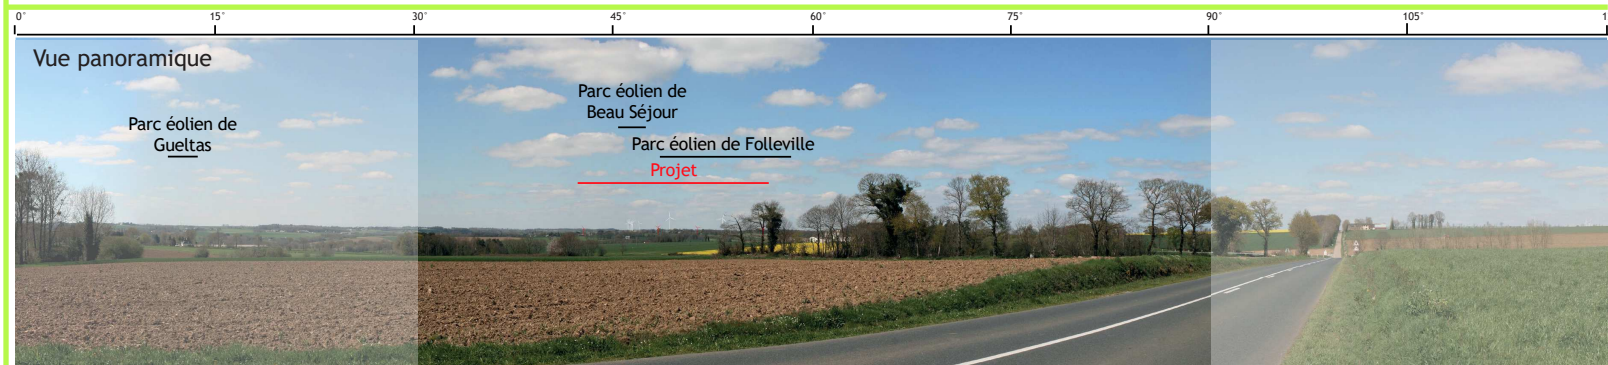 0° 15° 30° 45° 60° 75° 90° 105° 1
Vue panoramique
Parc éolien de
Gueltas
Parc éolien de
Beau Séjour
Parc éolien de Folleville
Projet